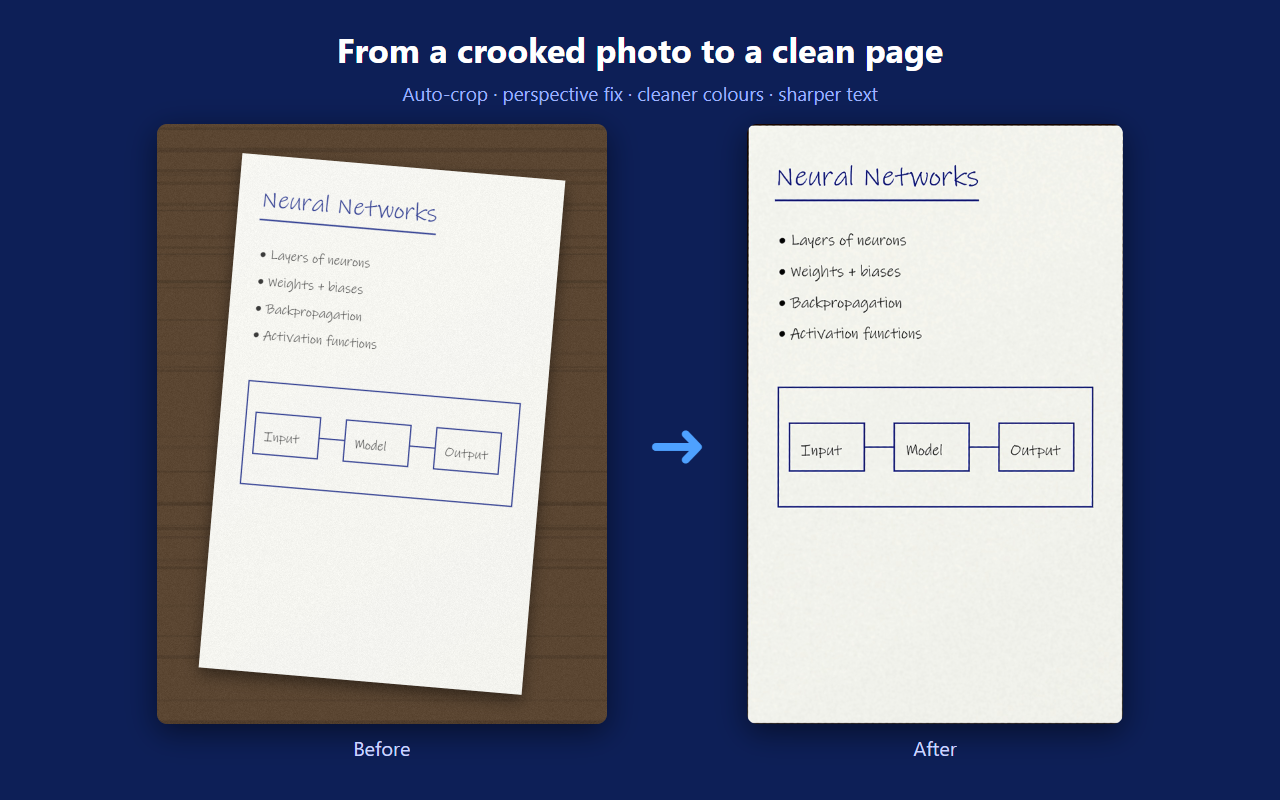 From a crooked photo to a clean page
Auto-crop · perspective fix · cleaner colours · sharper text
Neural Networks
• Layers of neurons
• Weights + biases
• Backpropagation
• Activation functions
Input
Model
Output
Before
Neural Networks
• Layers of neurons
• Weights + biases
• Backpropagation
• Activation functions
Input
Model
Output
After